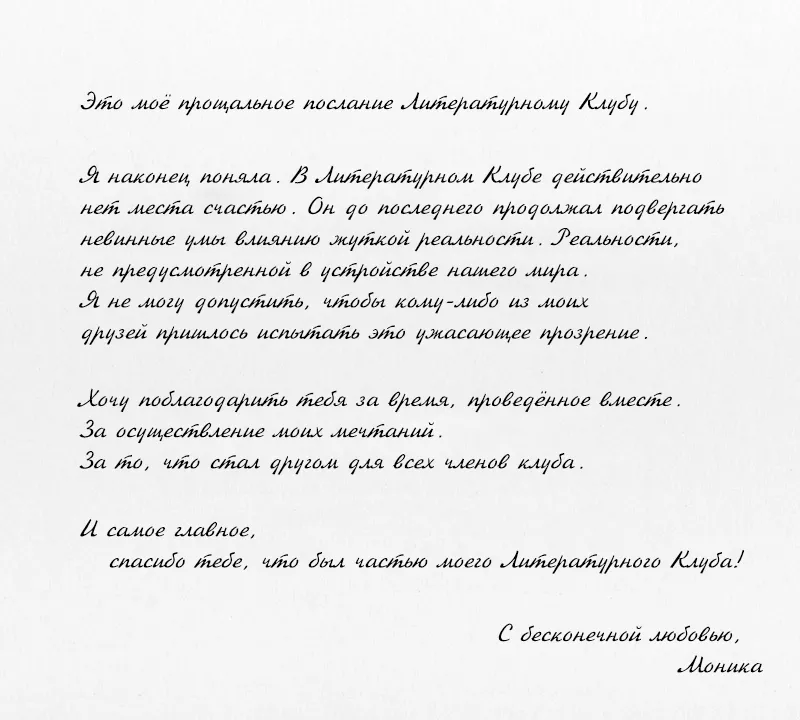 Это моё прощальное послание Литературному Клубу.
Я наконец поняла. В Литературном Клубе действительно
нет места счастью. Он до последнего продолжал подвергать
невинные умы влиянию жуткой реальности. Реальности,
не предусмотренной в устройстве нашего мира.
Я не могу допустить, чтобы кому-либо из моих
друзей пришлось испытать это ужасающее прозрение.
Хочу поблагодарить тебя за время, проведённое вместе.
За осуществление моих мечтаний.
За то, что стал другом для всех членов клуба.
И самое главное,
спасибо тебе, что был частью моего Литературного Клуба!
С бесконечной любовью,
Моника